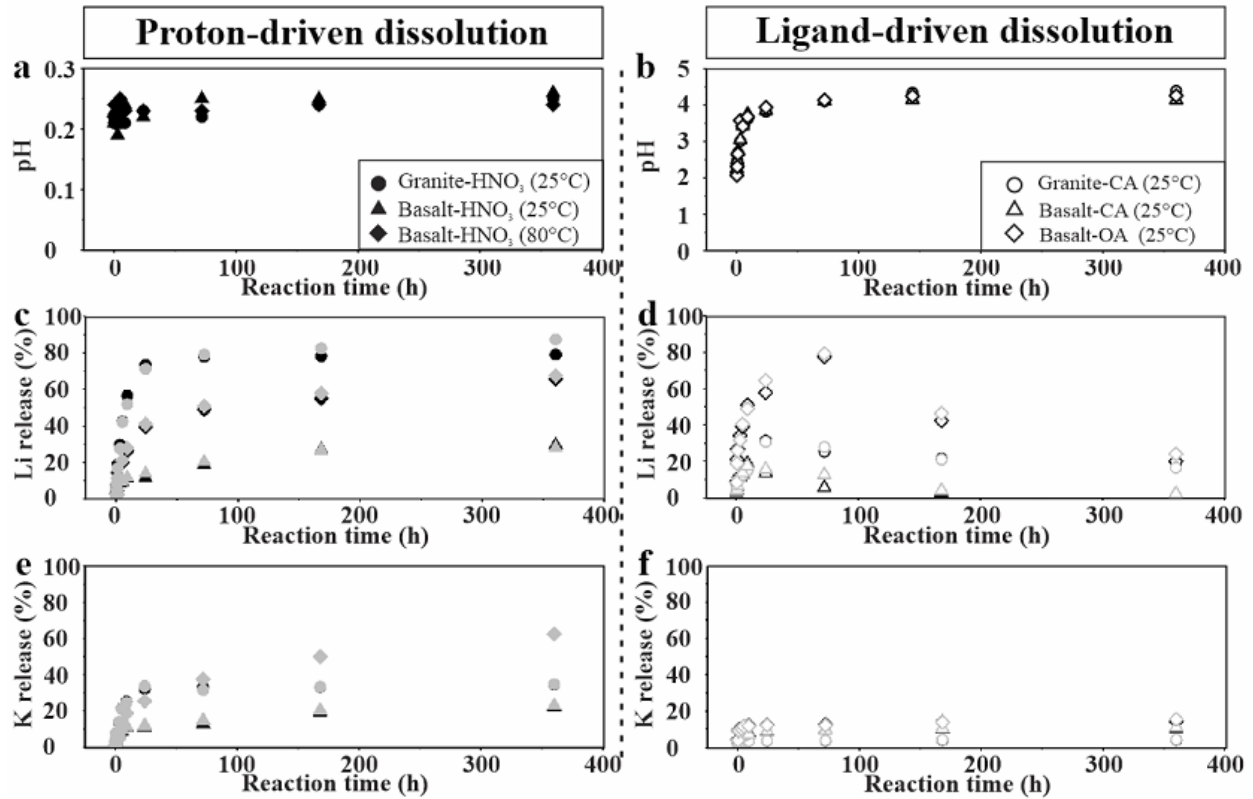 Proton-driven dissolution
Ligand-driven dissolution
a
0.3
0.2
0.1
0
pH
Granite-HNO₃ (25°C)
Basalt-HNO₃ (25°C)
Basalt-HNO₃ (80°C)
0 100 200 300 400
Reaction time (h)
b
5
4
3
2
1
0
pH
Granite-CA (25°C)
Basalt-CA (25°C)
Basalt-OA (25°C)
0 100 200 300 400
Reaction time (h)
c
100
80
60
40
20
0
Li release (%)
0 100 200 300 400
Reaction time (h)
d
100
80
60
40
20
0
Li release (%)
0 100 200 300 400
Reaction time (h)
e
100
80
60
40
20
0
K release (%)
0 100 200 300 400
Reaction time (h)
f
100
80
60
40
20
0
K release (%)
0 100 200 300 400
Reaction time (h)